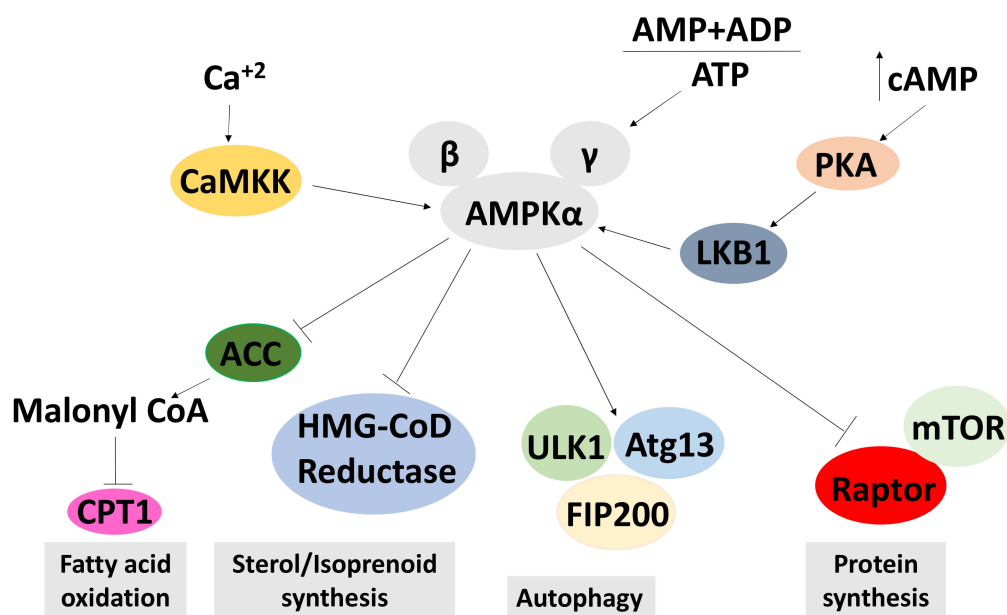 AMP+ADP
ATP
Ca⁺²
cAMP
CaMKK
β
γ
PKA
AMPKα
LKB1
ACC
Malonyl CoA
HMG-CoD
Reductase
ULK1
Atg13
FIP200
mTOR
Raptor
CPT1
Fatty acid
oxidation
Sterol/Isoprenoid
synthesis
Autophagy
Protein
synthesis